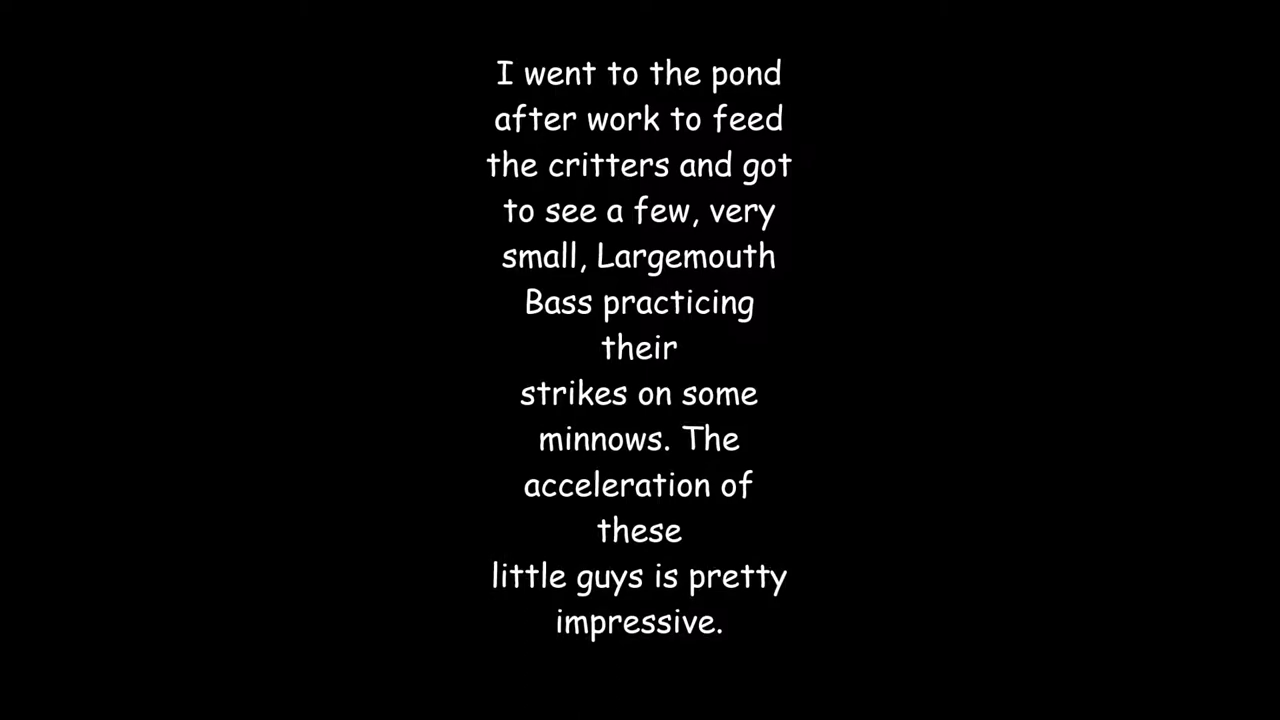 I went to the pond
after work to feed
the critters and got
to see a few, very
small, Largemouth
Bass practicing
their
strikes on some
minnows. The
acceleration of
these
little guys is pretty
impressive.